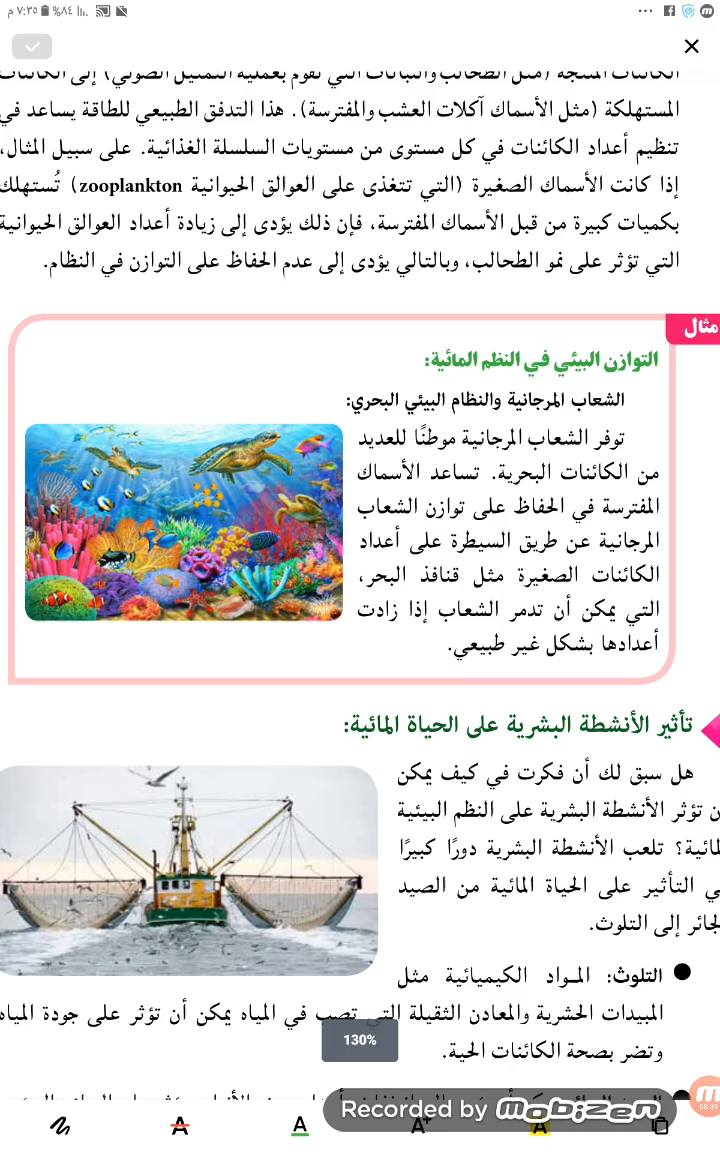 ٧:٣٥ م %٨٤
الكائنات المنتجة (مثل الطحالب والنباتات التي تقوم بعملية التمثيل الضوئي) إلى الكائنات
المستهلكة (مثل الأسماك آكلات العشب والمفترسة). هذا التدفق الطبيعي للطاقة يساعد في
تنظيم أعداد الكائنات في كل مستوى من مستويات السلسلة الغذائية. على سبيل المثال،
إذا كانت الأسماك الصغيرة (التي تتغذى على العوالق الحيوانية zooplankton) تُستهلك
بكميات كبيرة من قبل الأسماك المفترسة، فإن ذلك يؤدى إلى زيادة أعداد العوالق الحيوانية
التي تؤثر على نمو الطحالب، وبالتالي يؤدى إلى عدم الحفاظ على التوازن في النظام.
مثال
التوازن البيئي في النظم المائية:
الشعاب المرجانية والنظام البيئي البحري:
توفر الشعاب المرجانية موطنًا للعديد
من الكائنات البحرية. تساعد الأسماك
المفترسة في الحفاظ على توازن الشعاب
المرجانية عن طريق السيطرة على أعداد
الكائنات الصغيرة مثل قنافذ البحر،
التي يمكن أن تدمر الشعاب إذا زادت
أعدادها بشكل غير طبيعي.
تأثير الأنشطة البشرية على الحياة المائية:
هل سبق لك أن فكرت في كيف يمكن
ن تؤثر الأنشطة البشرية على النظم البيئية
لمائية؟ تلعب الأنشطة البشرية دورًا كبيرًا
ي التأثير على الحياة المائية من الصيد
لجائر إلى التلوث.
● التلوث: المواد الكيميائية مثل
المبيدات الحشرية والمعادن الثقيلة التي تصب في المياه يمكن أن تؤثر على جودة المياه
وتضر بصحة الكائنات الحية.
130%
Recorded by mobizen
08:39